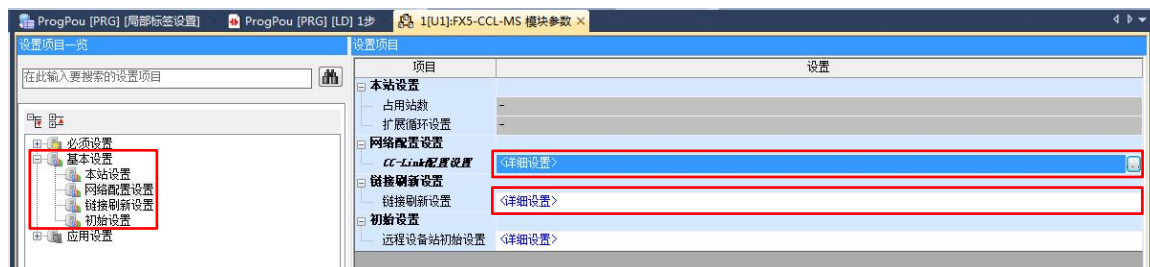 ProgPou [PRG] [局部标签设置] ProgPou [PRG] [LD] 1步 1[U1]:FX5-CCL-MS 模块参数
设置项目一览
在此输入要搜索的设置项目
必须设置
基本设置
本站设置
网络配置设置
链接刷新设置
初始设置
应用设置
设置项目
项目 设置
本站设置
占用站数 -
扩展循环设置 -
网络配置设置
CC-Link配置设置 <详细设置>
链接刷新设置
链接刷新设置 <详细设置>
初始设置
远程设备站初始设置 <详细设置>